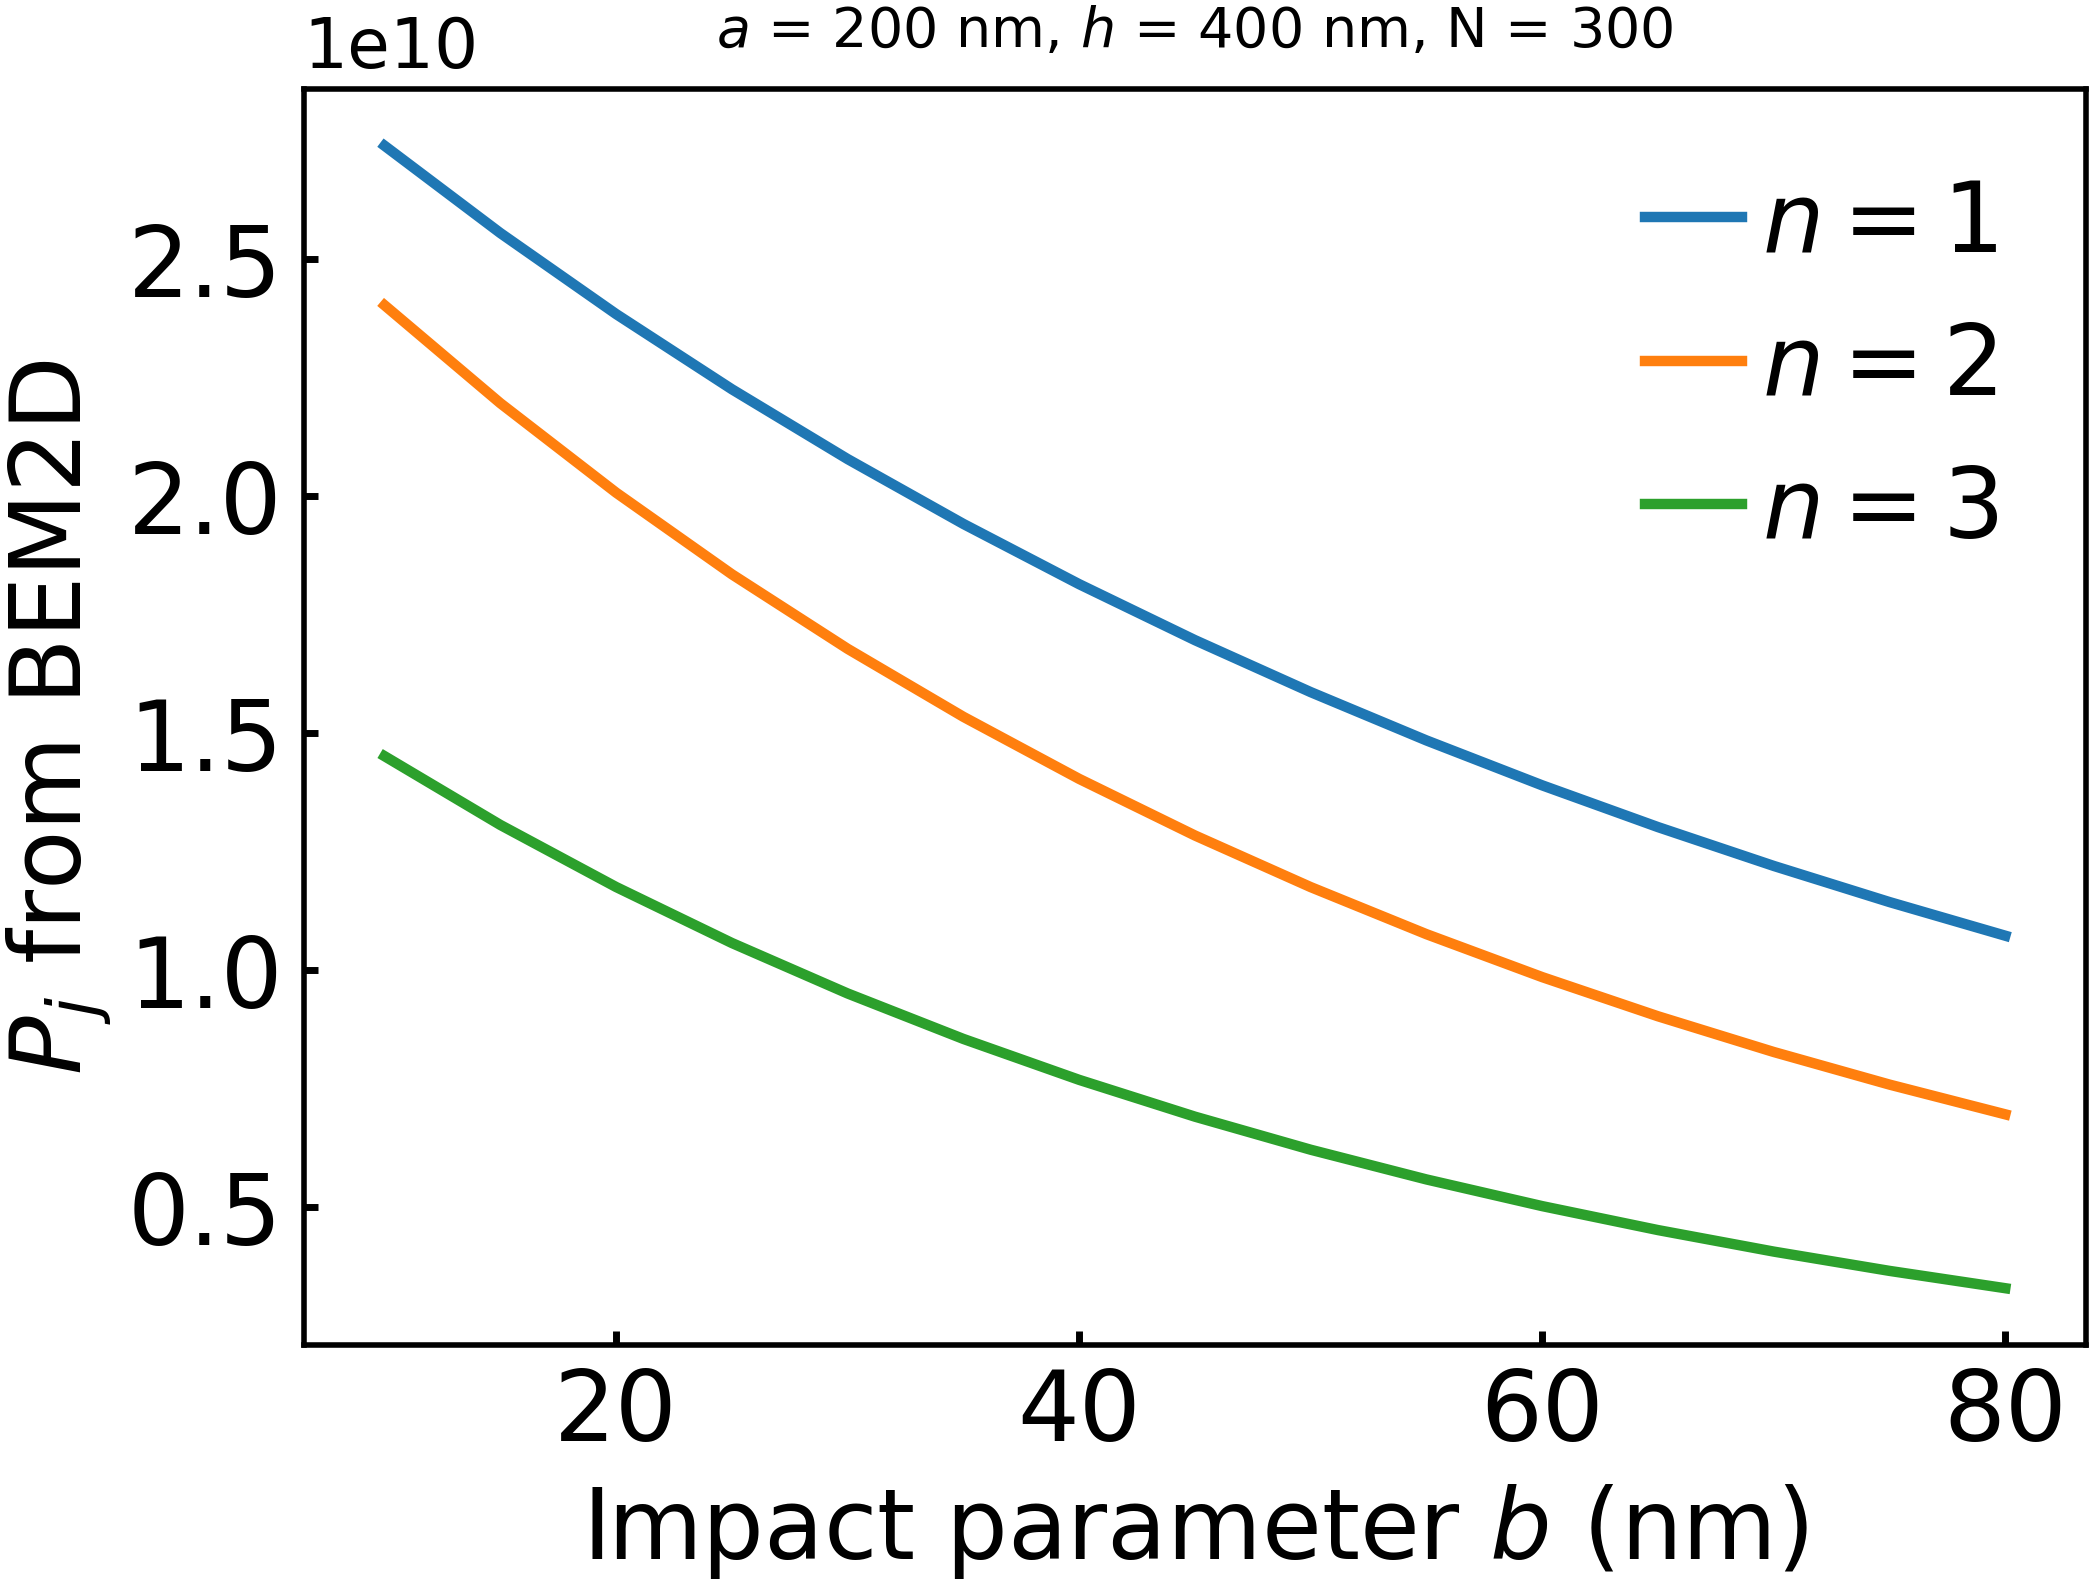 1e10
a = 200 nm, h = 400 nm, N = 300
n = 1
n = 2
n = 3
2.5
2.0
1.5
1.0
0.5
P_j from BEM2D
20 40 60 80
Impact parameter b (nm)